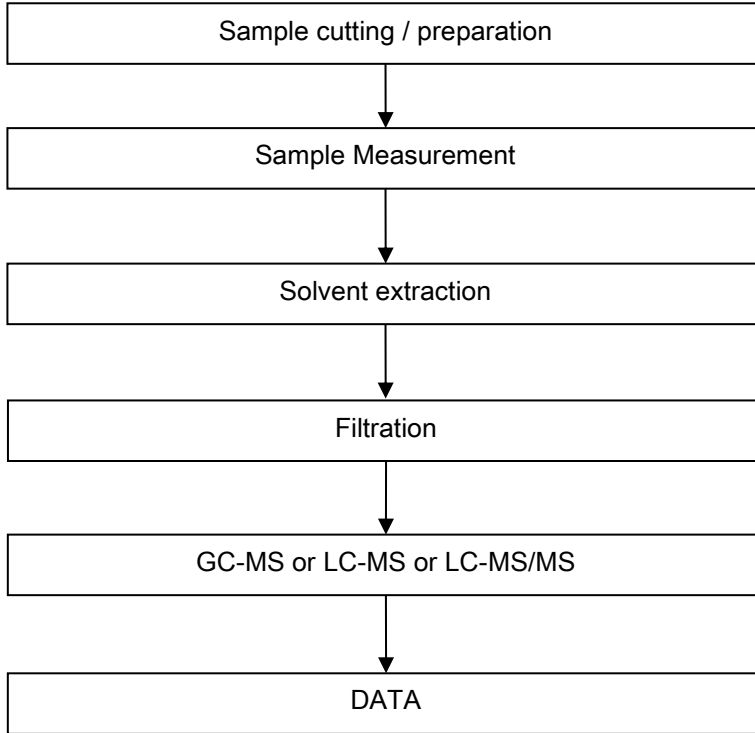 Sample cutting / preparation
Sample Measurement
Solvent extraction
Filtration
GC-MS or LC-MS or LC-MS/MS
DATA